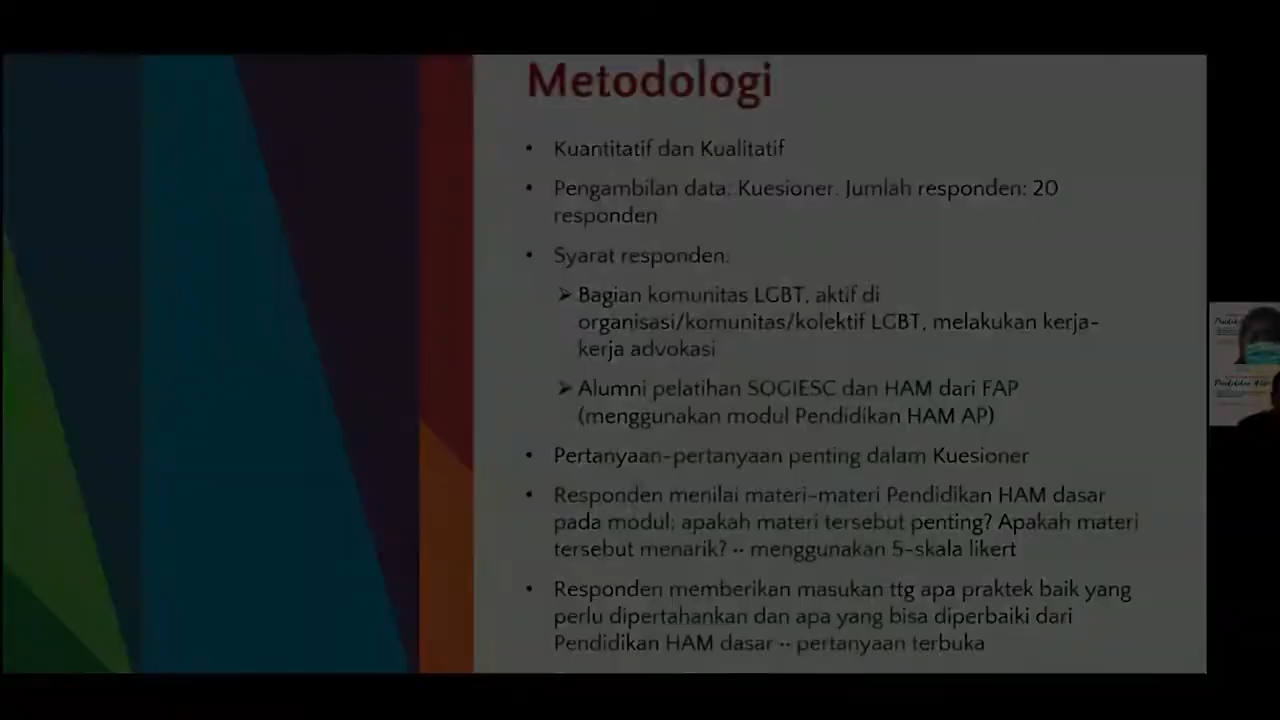 Metodologi
• Kuantitatif dan Kualitatif
• Pengambilan data: Kuesioner. Jumlah responden: 20
responden
• Syarat responden:
➢ Bagian komunitas LGBT, aktif di
organisasi/komunitas/kolektif LGBT, melakukan kerja-
kerja advokasi
➢ Alumni pelatihan SOGIESC dan HAM dari FAP
(menggunakan modul Pendidikan HAM AP)
• Pertanyaan-pertanyaan penting dalam Kuesioner
• Responden menilai materi-materi Pendidikan HAM dasar
pada modul; apakah materi tersebut penting? Apakah materi
tersebut menarik? -- menggunakan 5-skala likert
• Responden memberikan masukan ttg apa praktek baik yang
perlu dipertahankan dan apa yang bisa diperbaiki dari
Pendidikan HAM dasar -- pertanyaan terbuka